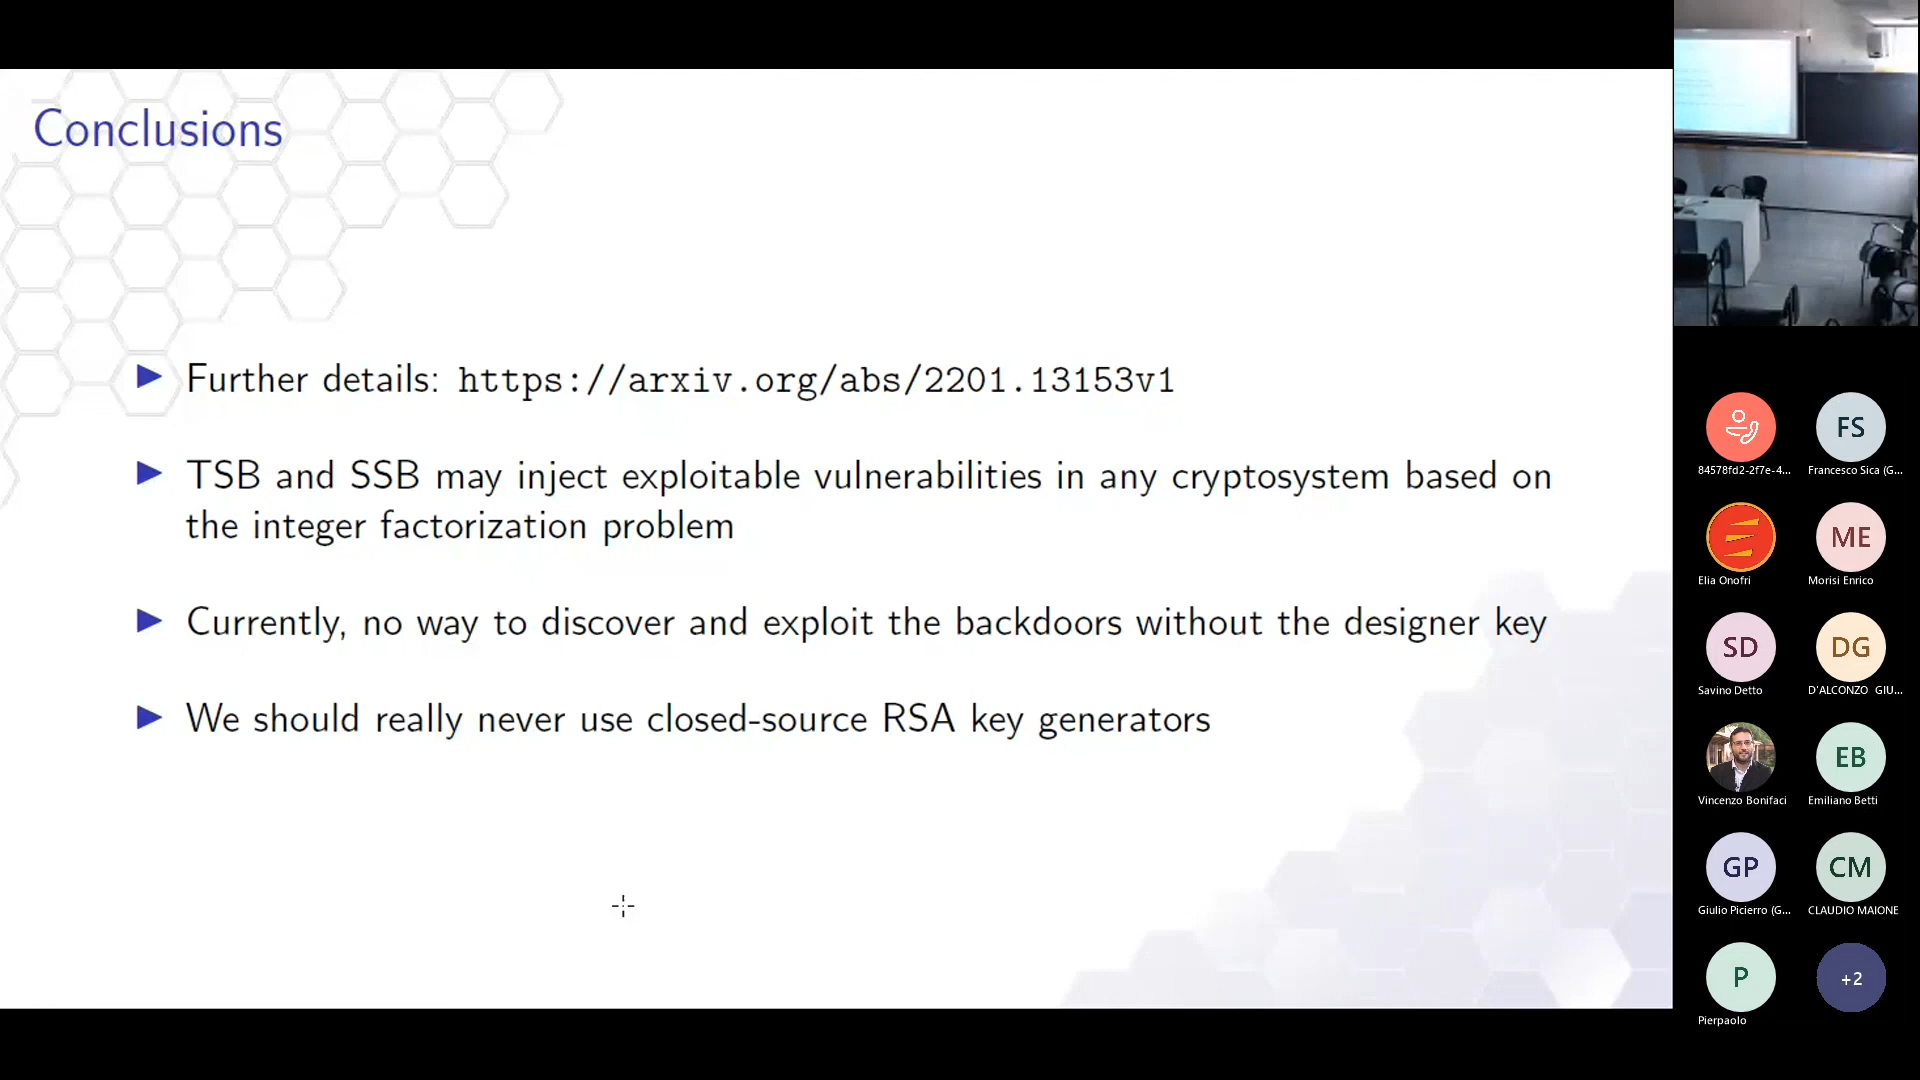 Conclusions
Further details: https://arxiv.org/abs/2201.13153v1
TSB and SSB may inject exploitable vulnerabilities in any cryptosystem based on
the integer factorization problem
Currently, no way to discover and exploit the backdoors without the designer key
We should really never use closed-source RSA key generators
84578fd2-2f7e-4...
FS
Francesco Sica (G...
Elia Onofri
ME
Morisi Enrico
SD
Savino Detto
DG
D'ALCONZO GIU...
Vincenzo Bonifaci
EB
Emiliano Betti
GP
Giulio Picierro (G...
CM
CLAUDIO MAIONE
P
Pierpaolo
+2